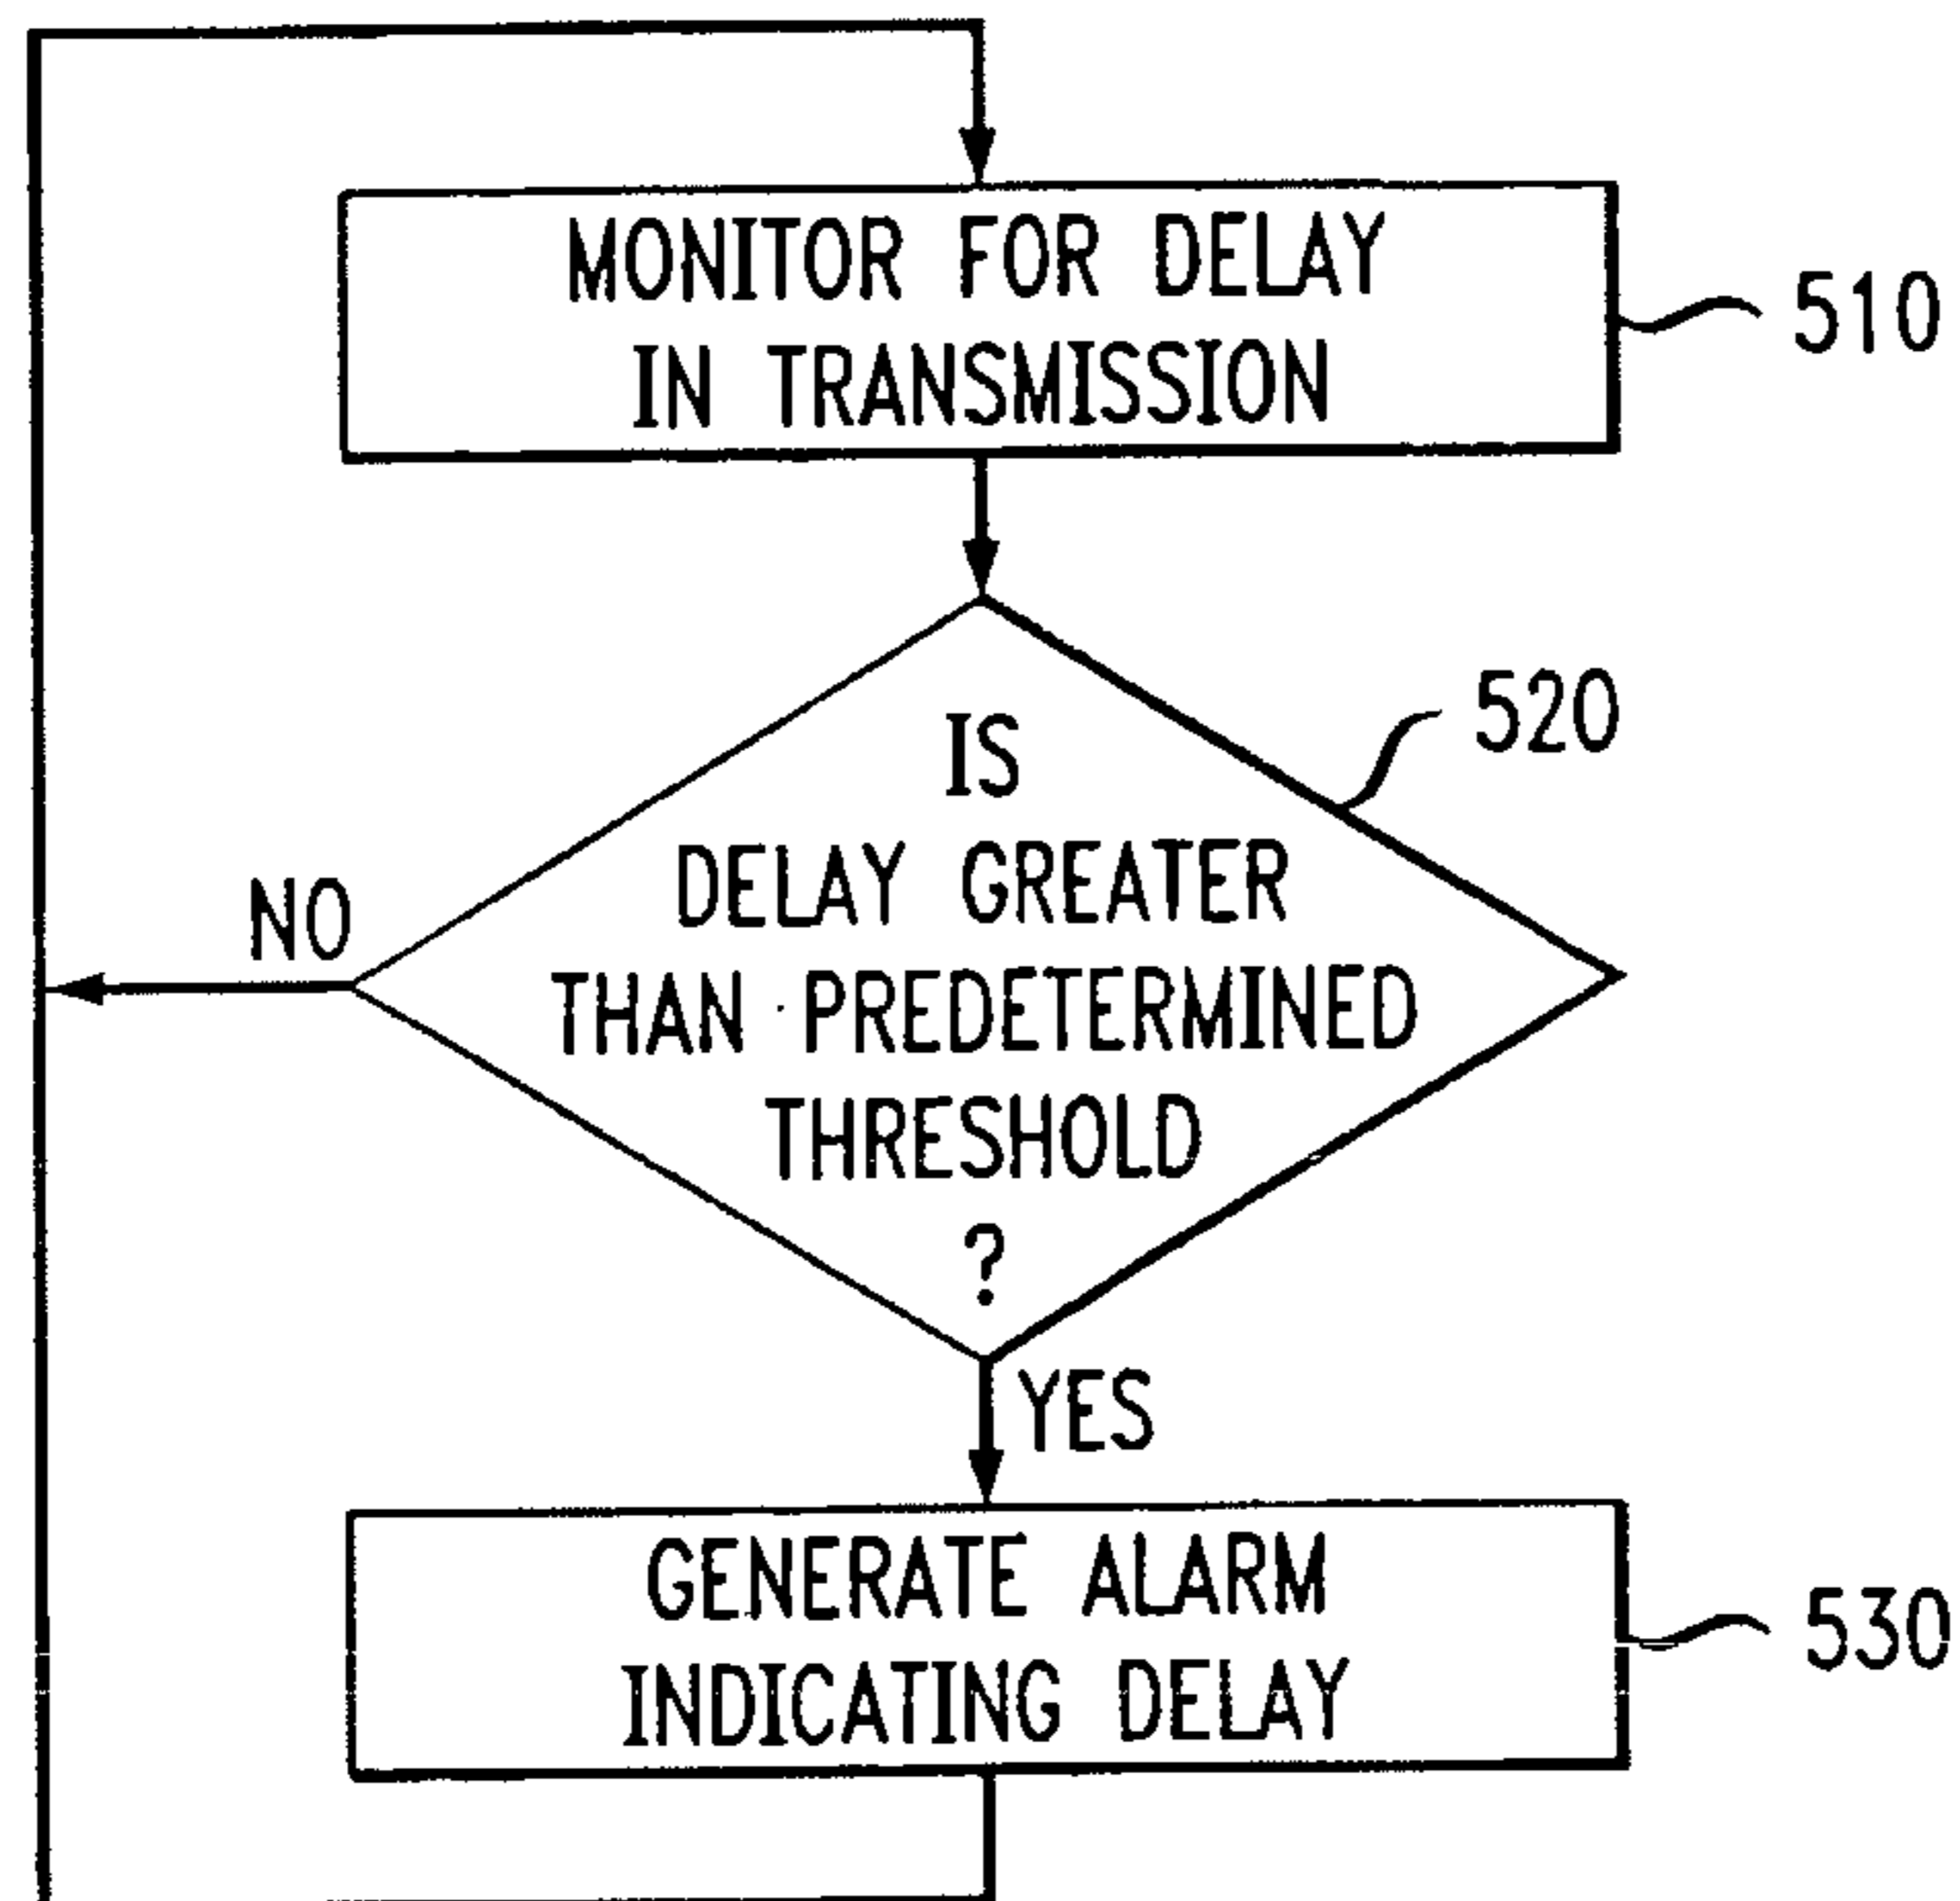 MONITOR FOR DELAY
IN TRANSMISSION
510
520
IS
DELAY GREATER
THAN PREDETERMINED
THRESHOLD
?
NO
YES
GENERATE ALARM
INDICATING DELAY
530